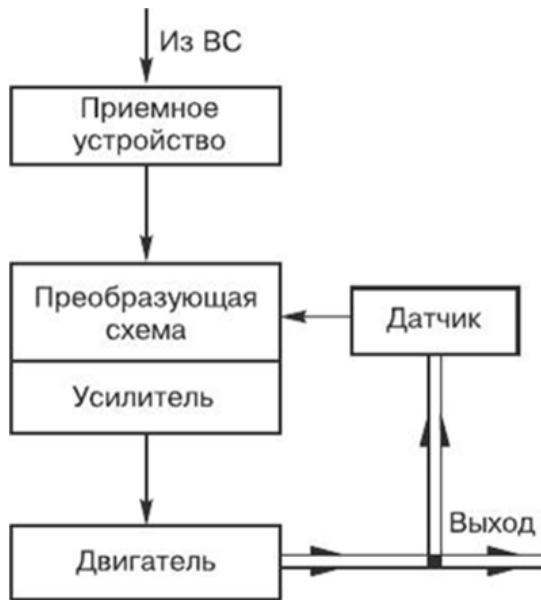 Из ВС
Приемное
устройство
Преобразующая
схема
Датчик
Усилитель
Выход
Двигатель